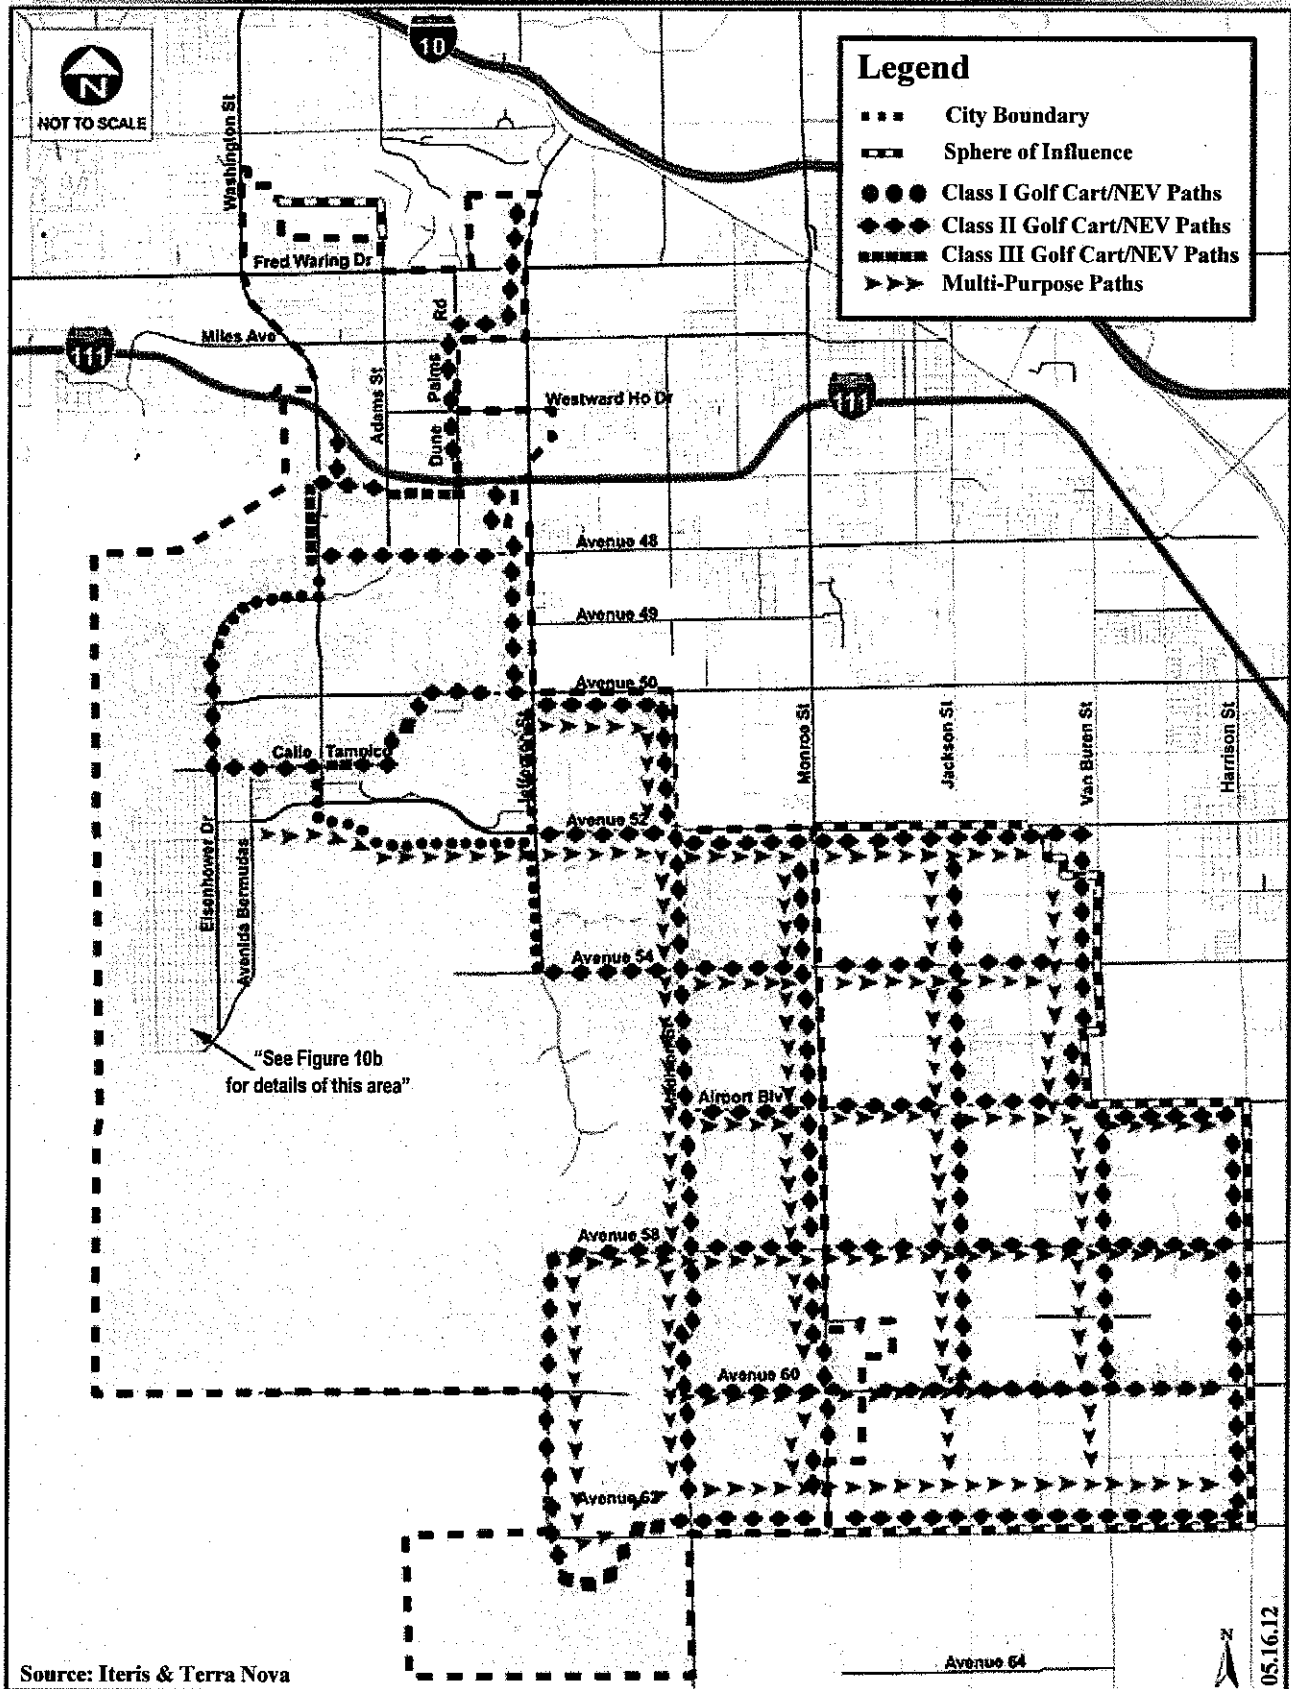 N
NOT TO SCALE
10
Legend
City Boundary
Sphere of Influence
Class I Golf Cart/NEV Paths
Class II Golf Cart/NEV Paths
Class III Golf Cart/NEV Paths
Multi-Purpose Paths
Washington St
Fred Waring Dr
Miles Ave
111
Adams St
Dune Palms Rd
Westward Ho Dr
111
Avenue 48
Avenue 49
Avenue 50
Calle Tampico
Monroe St
Jackson St
Van Buren St
Harrison St
Avenue 52
Eisenhower Dr
Avenida Bermudas
Avenue 54
"See Figure 10b
for details of this area"
Airport Blv
Avenue 58
Avenue 60
Avenue 62
Avenue 64
N
05.16.12
Source: Iteris & Terra Nova